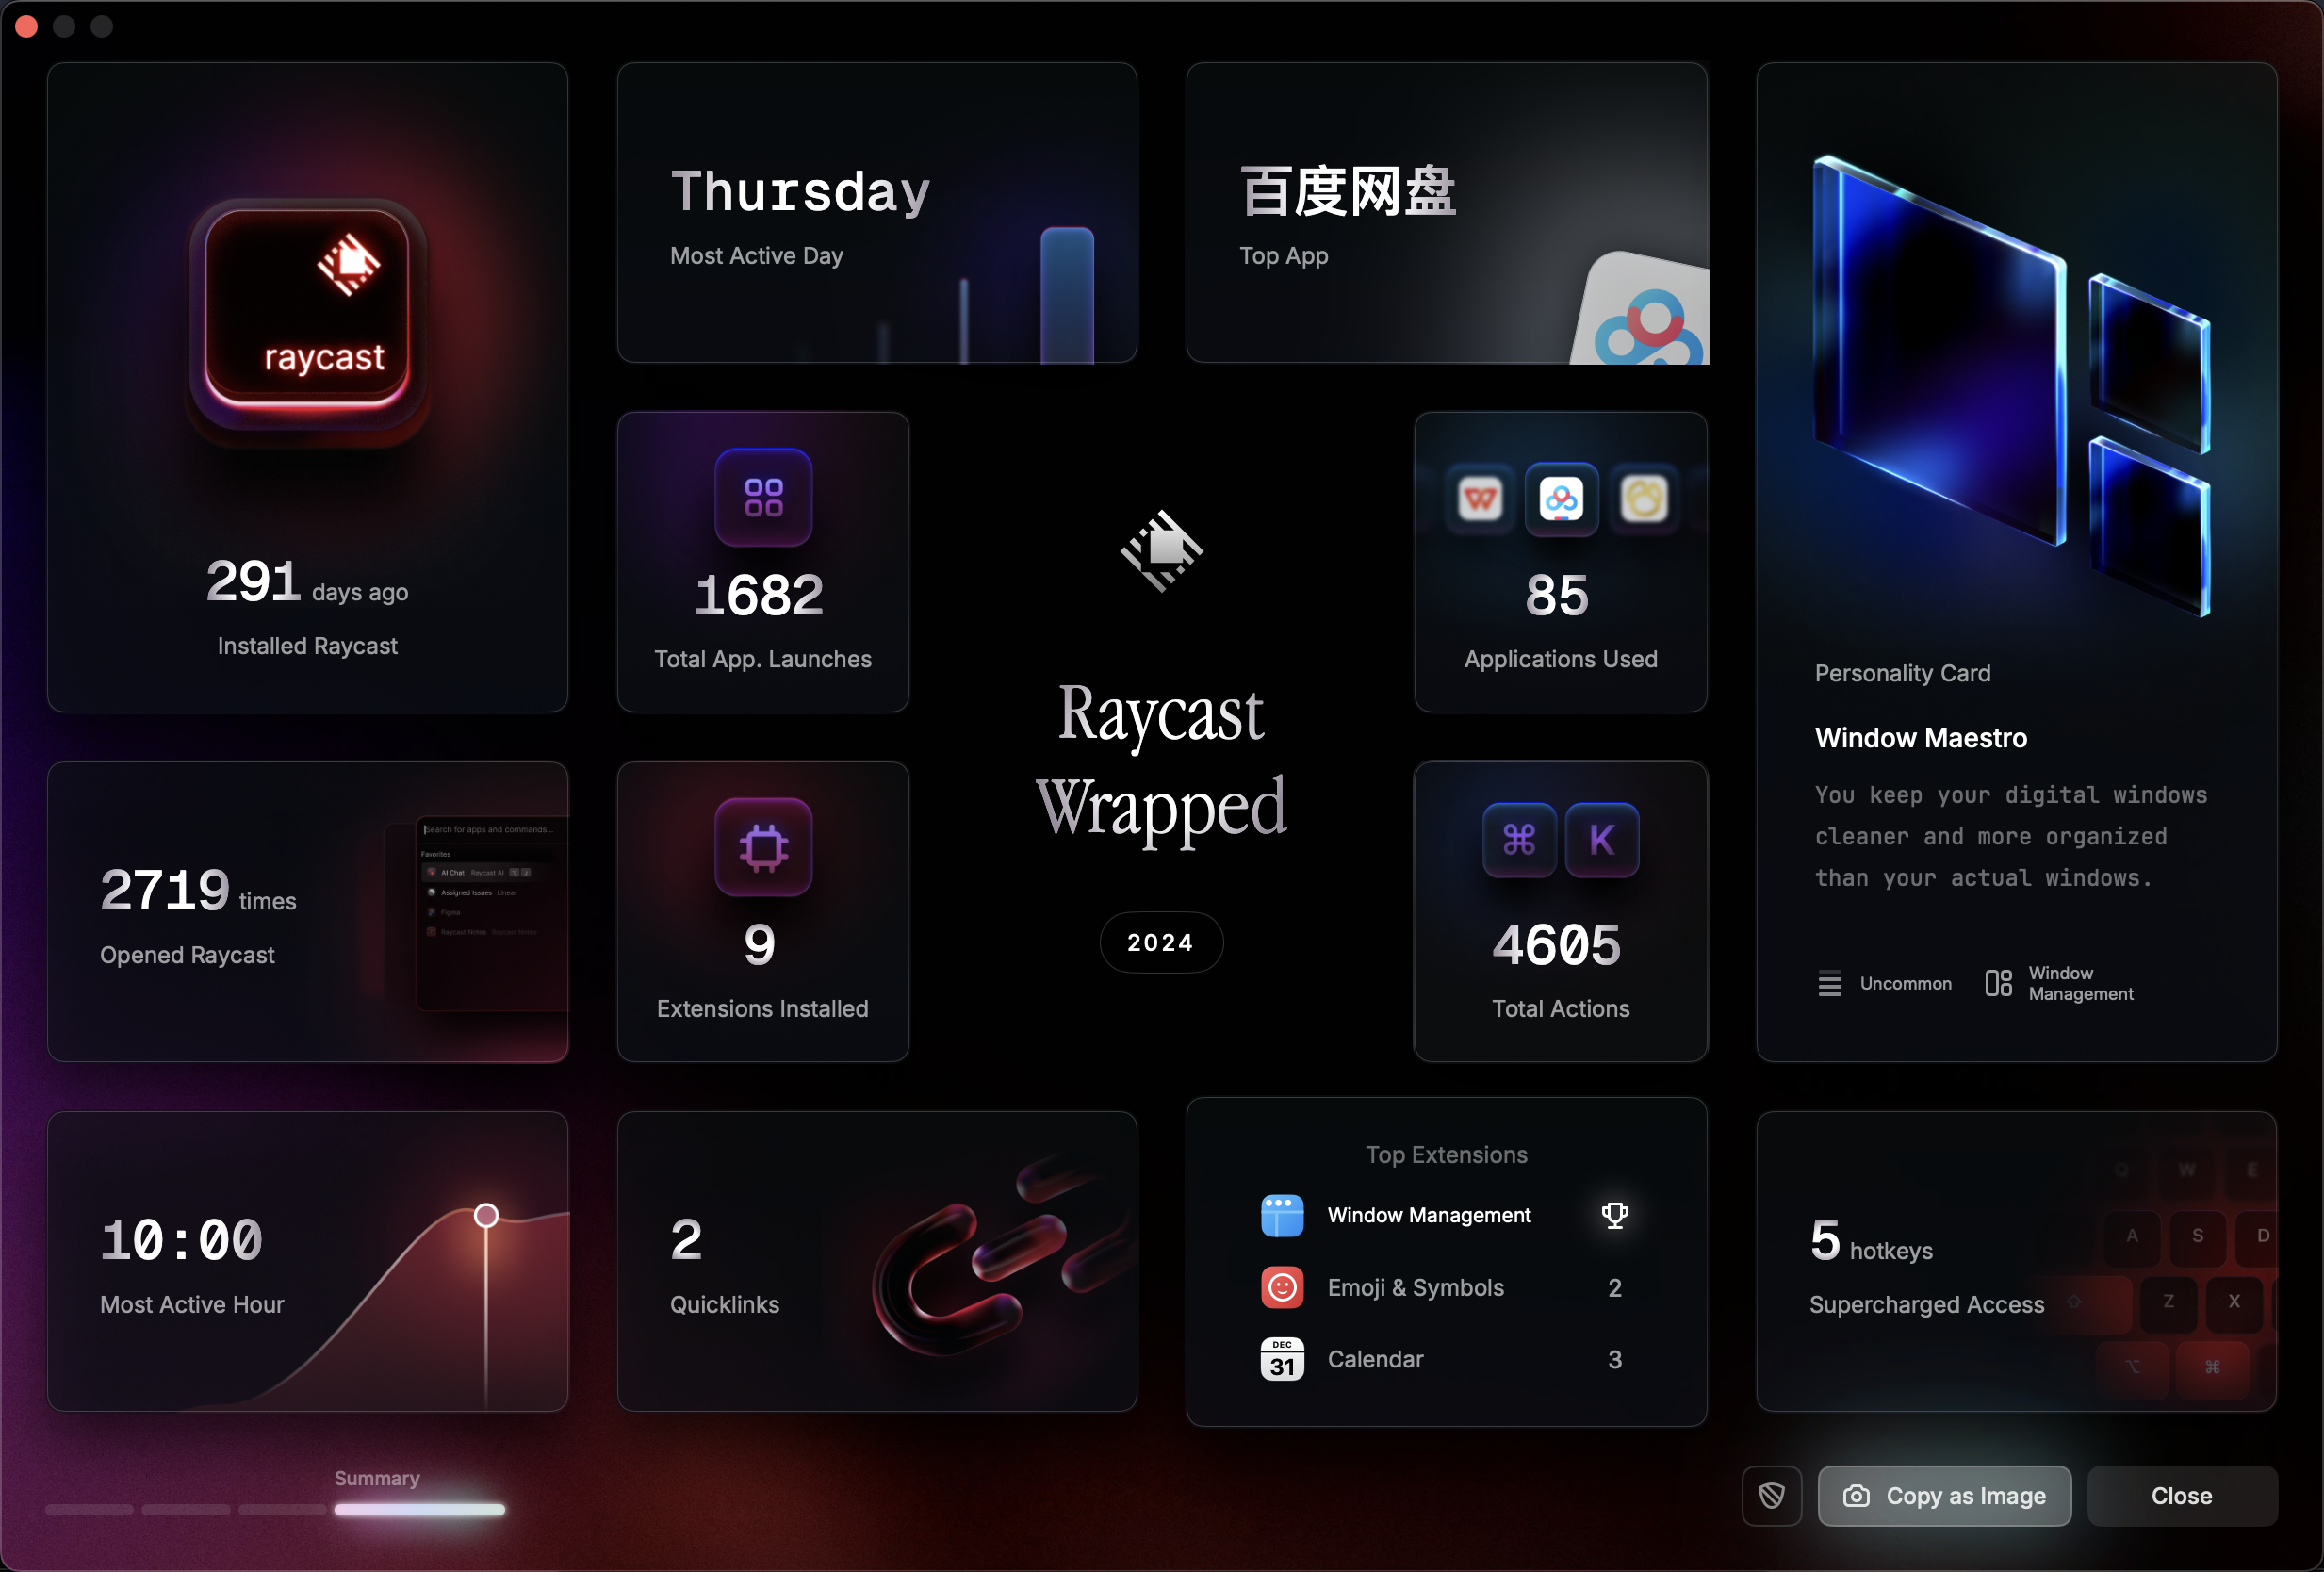 raycast
291 days ago
Installed Raycast
Thursday
Most Active Day
百度网盘
Top App
1682
Total App. Launches
85
Applications Used
Raycast
Wrapped
2024
Personality Card
Window Maestro
You keep your digital windows
cleaner and more organized
than your actual windows.
Uncommon
Window
Management
2719 times
Opened Raycast
Search for apps and commands...
Favorites
AI Chat Raycast AI
Assigned Issues Linear
Figma
Raycast Notes Raycast Notes
9
Extensions Installed
⌘ K
4605
Total Actions
10:00
Most Active Hour
2
Quicklinks
Top Extensions
Window Management
Emoji & Symbols 2
DEC
31
Calendar 3
5 hotkeys
Supercharged Access
Q W E
A S D
Z X
⌥ ⌘
Summary
Copy as Image
Close